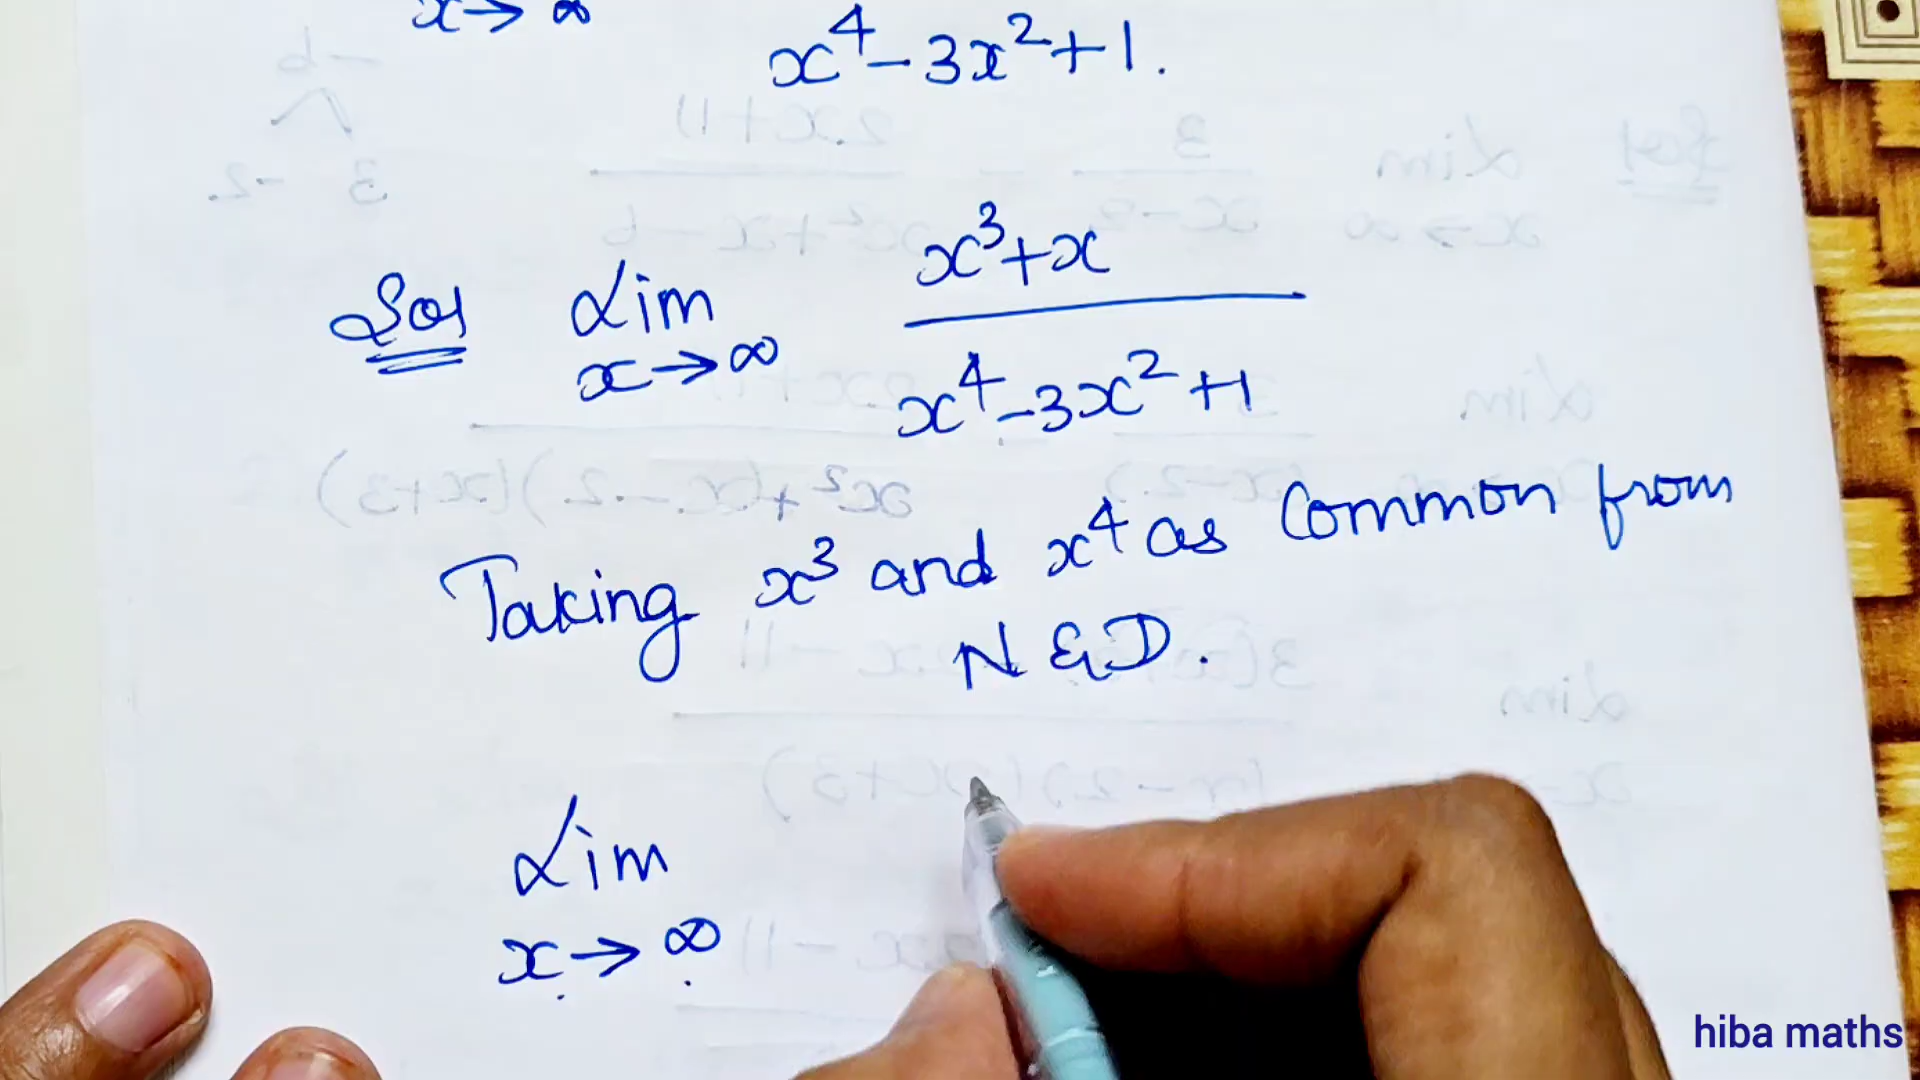 x → ∞
x⁴ - 3x² + 1.
Sol Lim x³ + x
x → ∞ x⁴ - 3x² + 1
Taking x³ and x⁴ as Common from
N & D.
Lim
x → ∞
hiba maths